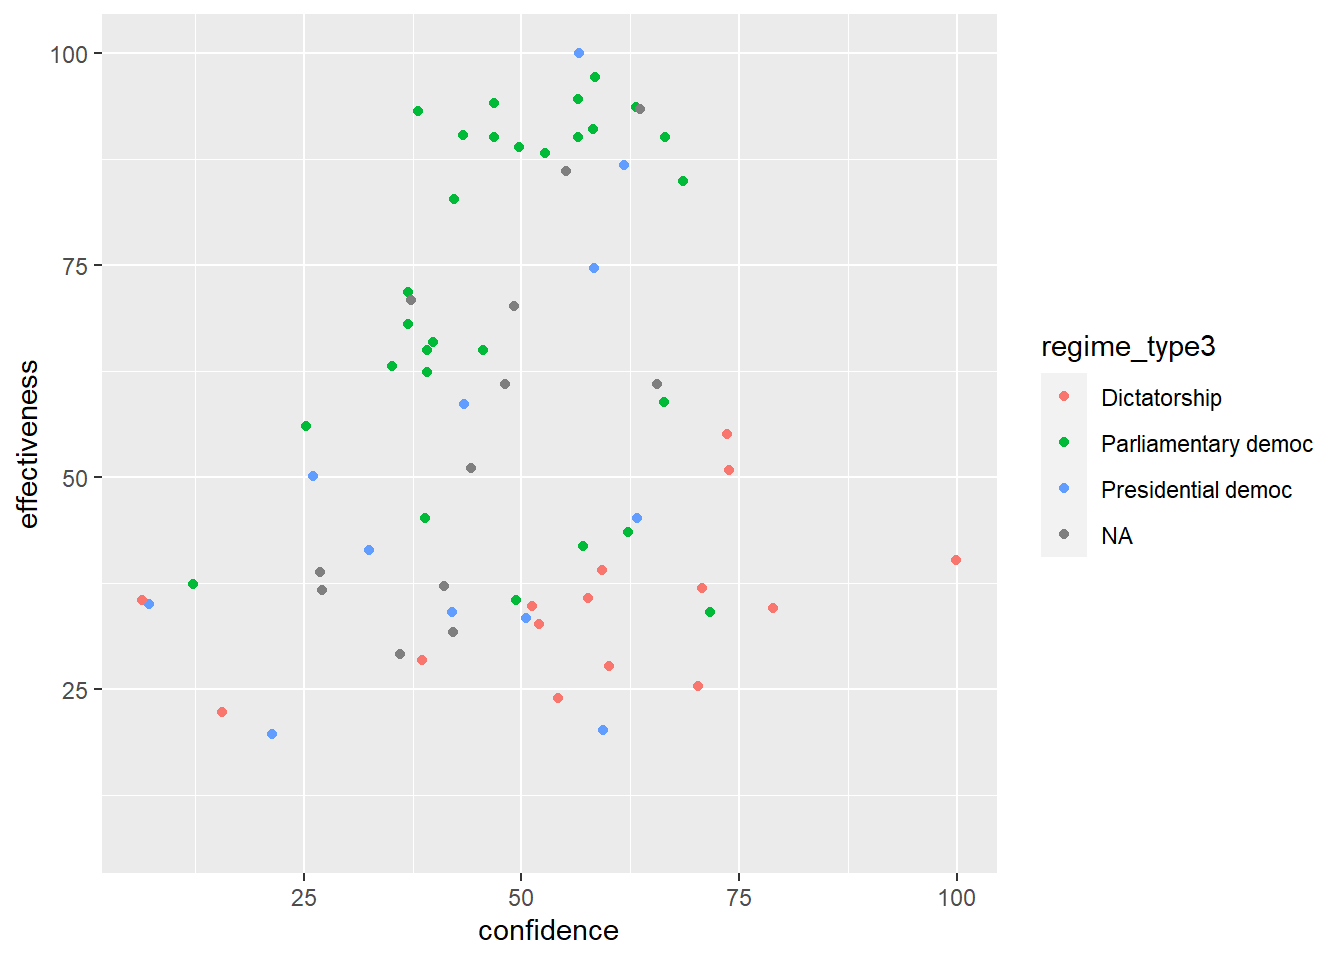 100
75
50
25
effectiveness
25 50 75 100
confidence
regime_type3
Dictatorship
Parliamentary democ
Presidential democ
NA